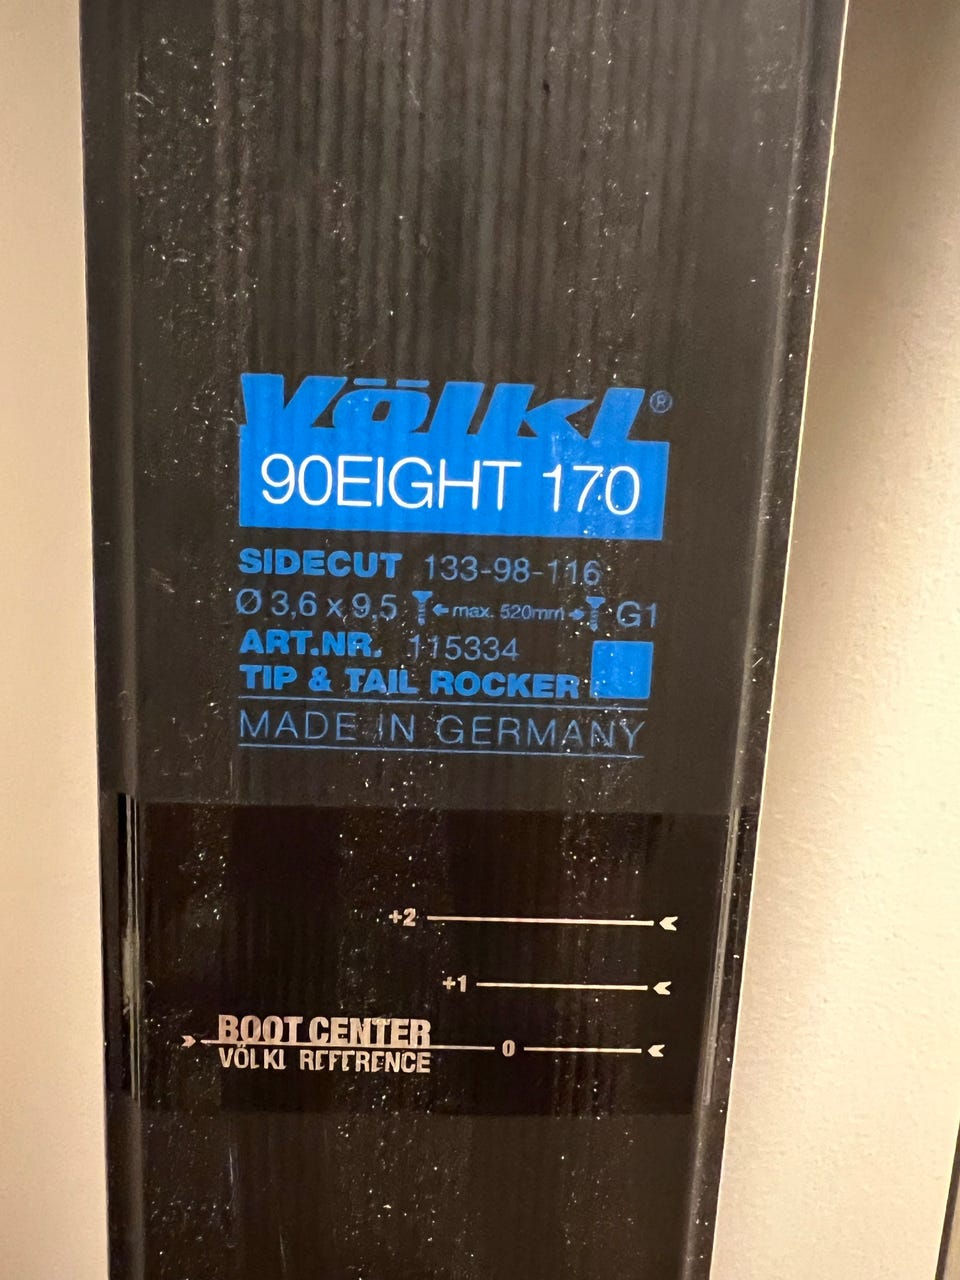 Völkl®
90EIGHT 170
SIDECUT 133-98-116
Ø 3,6 x 9,5 max. 520mm G1
ART.NR. 115334
TIP & TAIL ROCKER
MADE IN GERMANY
+2
+1
BOOT CENTER
0
VÖLKL REFERENCE